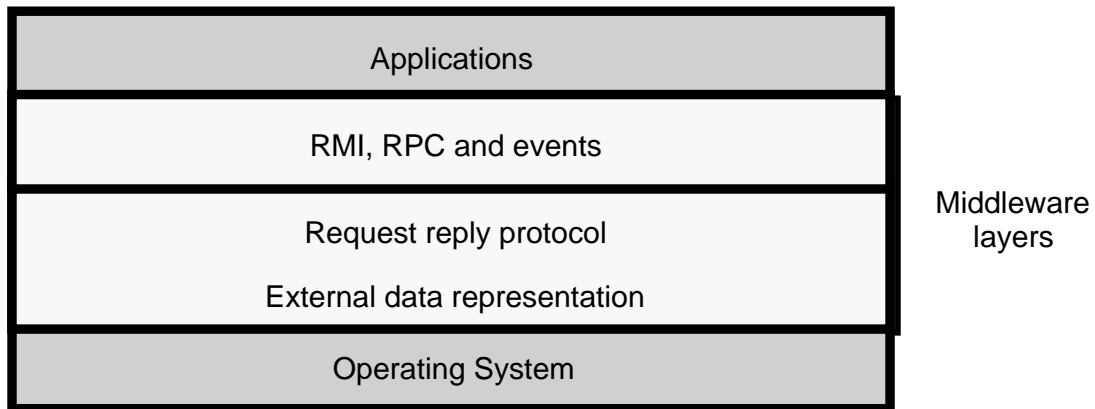 Applications
RMI, RPC and events
Middleware
layers
Request reply protocol
External data representation
Operating System